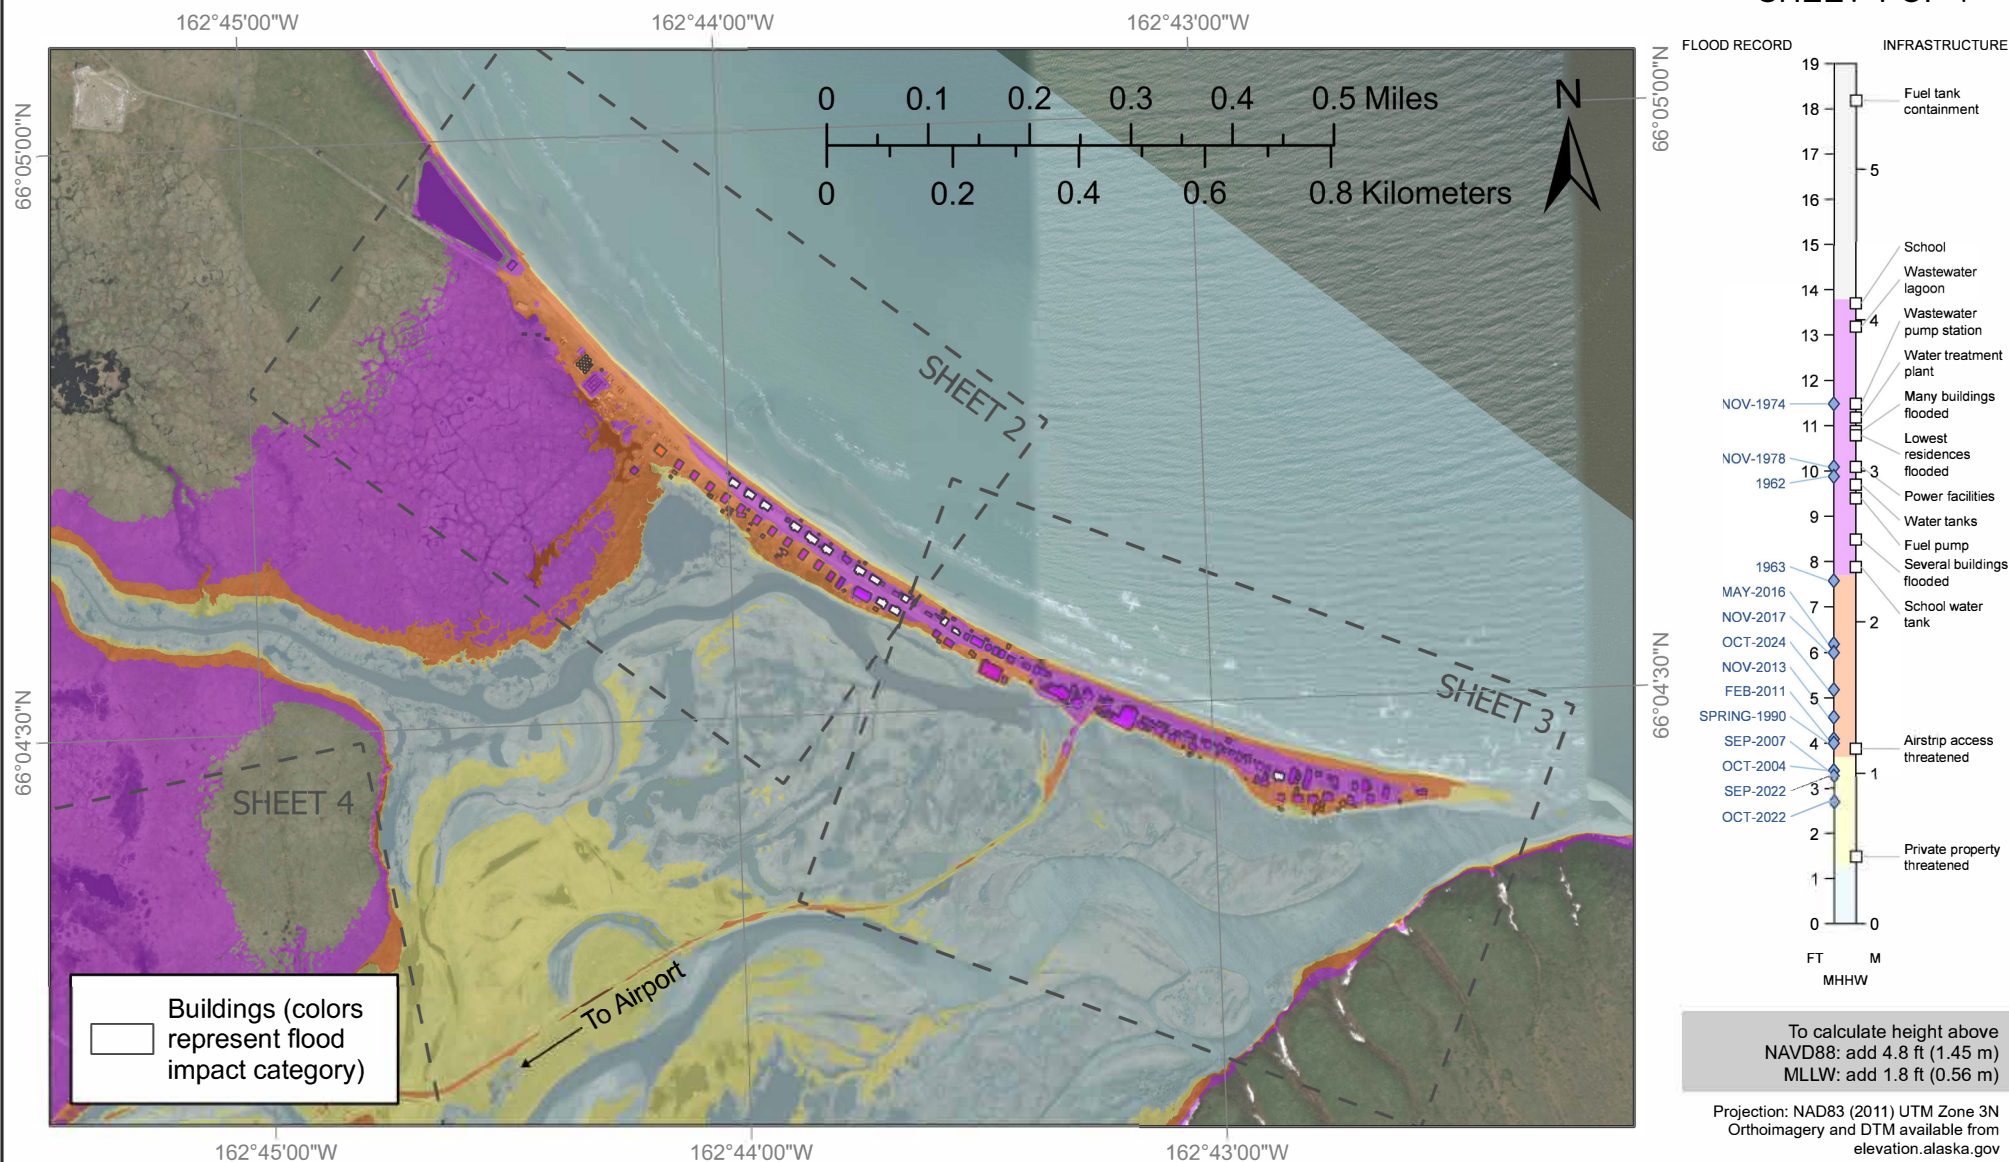 162°45'00"W
162°44'00"W
162°43'00"W
66°05'00"N
66°04'30"N
0 0.1 0.2 0.3 0.4 0.5 Miles
0 0.2 0.4 0.6 0.8 Kilometers
N
SHEET 2
SHEET 3
SHEET 4
To Airport
Buildings (colors
represent flood
impact category)
66°05'00"N
66°04'30"N
162°45'00"W
162°44'00"W
162°43'00"W
FLOOD RECORD
INFRASTRUCTURE
19
18
17
16
15
14
13
12
11
10
9
8
7
6
5
4
3
2
1
0
5
4
3
2
1
0
FT
M
MHHW
NOV-1974
NOV-1978
1962
1963
MAY-2016
NOV-2017
OCT-2024
NOV-2013
FEB-2011
SPRING-1990
SEP-2007
OCT-2004
SEP-2022
OCT-2022
Fuel tank
containment
School
Wastewater
lagoon
Wastewater
pump station
Water treatment
plant
Many buildings
flooded
Lowest
residences
flooded
Power facilities
Water tanks
Fuel pump
Several buildings
flooded
School water
tank
Airstrip access
threatened
Private property
threatened
To calculate height above
NAVD88: add 4.8 ft (1.45 m)
MLLW: add 1.8 ft (0.56 m)
Projection: NAD83 (2011) UTM Zone 3N
Orthoimagery and DTM available from
elevation.alaska.gov